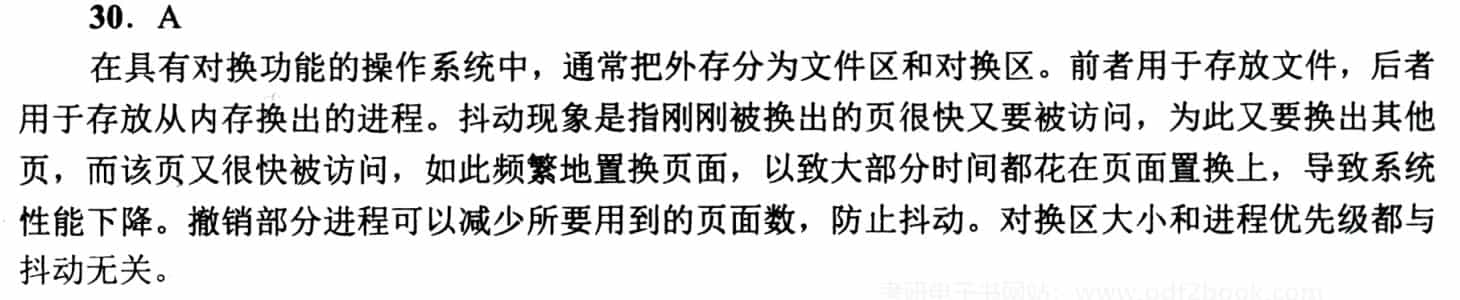 30. A
在具有对换功能的操作系统中，通常把外存分为文件区和对换区。前者用于存放文件，后者
用于存放从内存换出的进程。抖动现象是指刚刚被换出的页很快又要被访问，为此又要换出其他
页，而该页又很快被访问，如此频繁地置换页面，以致大部分时间都花在页面置换上，导致系统
性能下降。撤销部分进程可以减少所要用到的页面数，防止抖动。对换区大小和进程优先级都与
抖动无关。
考研电子书网站：www.pdf2book.com